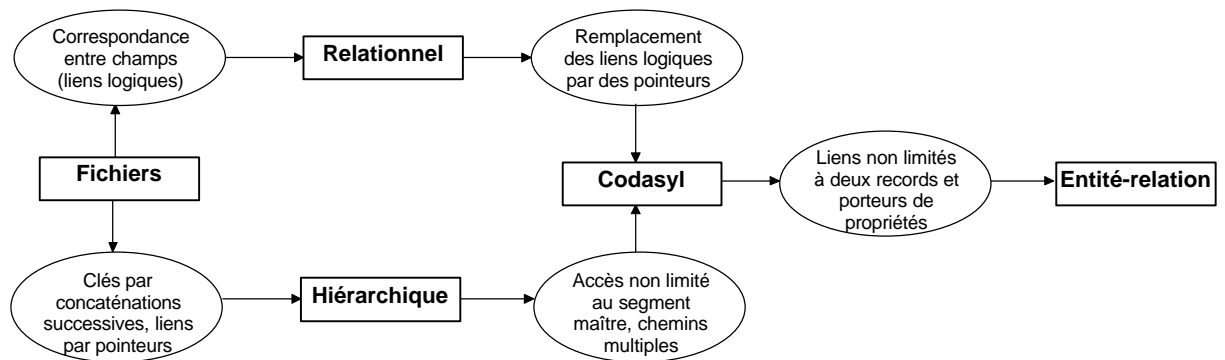 Correspondance
entre champs
(liens logiques)
Relationnel
Remplacement
des liens logiques
par des pointeurs
Fichiers
Codasyl
Liens non limités
à deux records et
porteurs de
propriétés
Entité-relation
Clés par
concaténations
successives, liens
par pointeurs
Hiérarchique
Accès non limité
au segment
maître, chemins
multiples